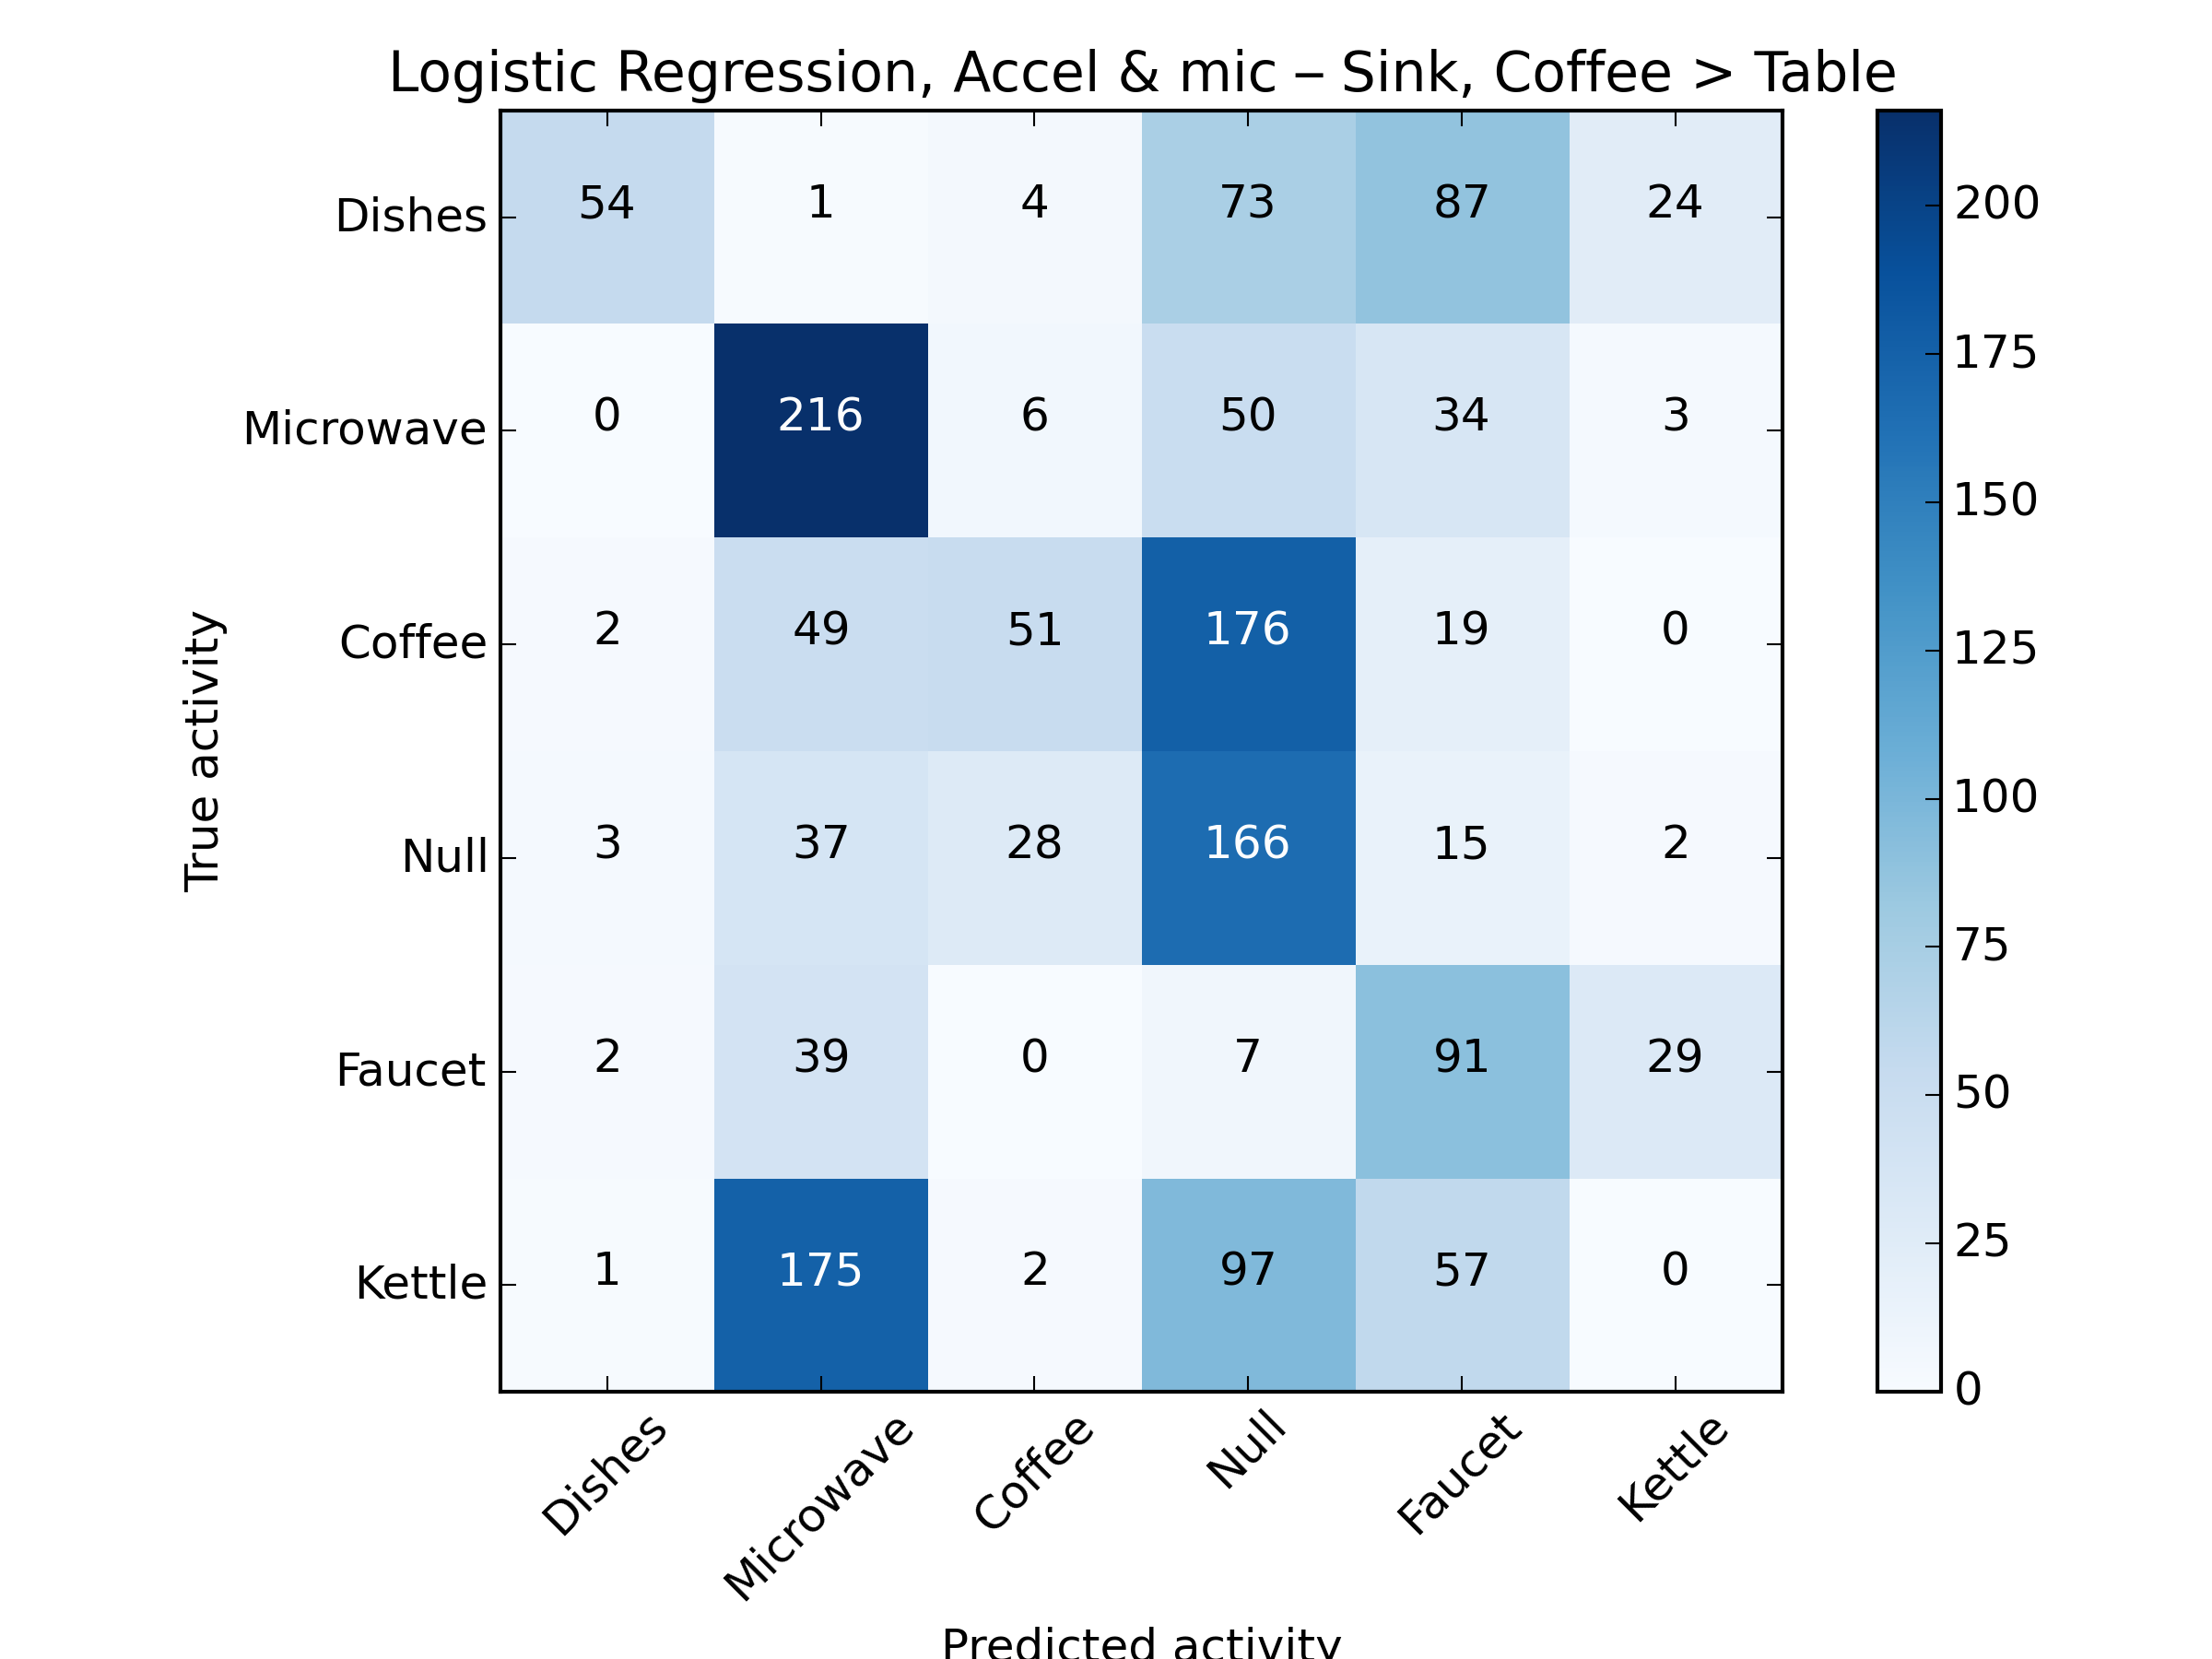 Logistic Regression, Accel & mic – Sink, Coffee > Table
Dishes 54 1 4 73 87 24
Microwave 0 216 6 50 34 3
Coffee 2 49 51 176 19 0
Null 3 37 28 166 15 2
Faucet 2 39 0 7 91 29
Kettle 1 175 2 97 57 0
True activity
Dishes Microwave Coffee Null Faucet Kettle
Predicted activity
200
175
150
125
100
75
50
25
0